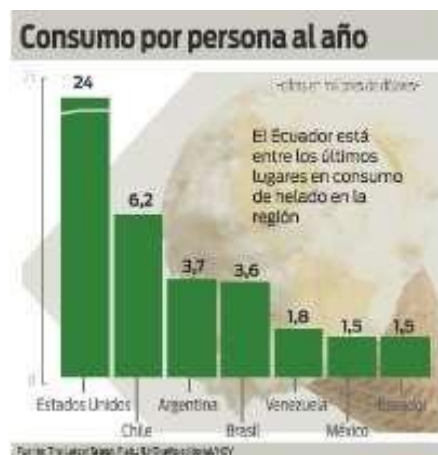 Consumo por persona al año
24
El Ecuador está
entre los últimos
lugares en consumo
de helado en la
región
6,2
3,7
3,6
1,8
1,5
1,5
0
Estados Unidos
Argentina
Venezuela
Ecuador
Chile
Brasil
México